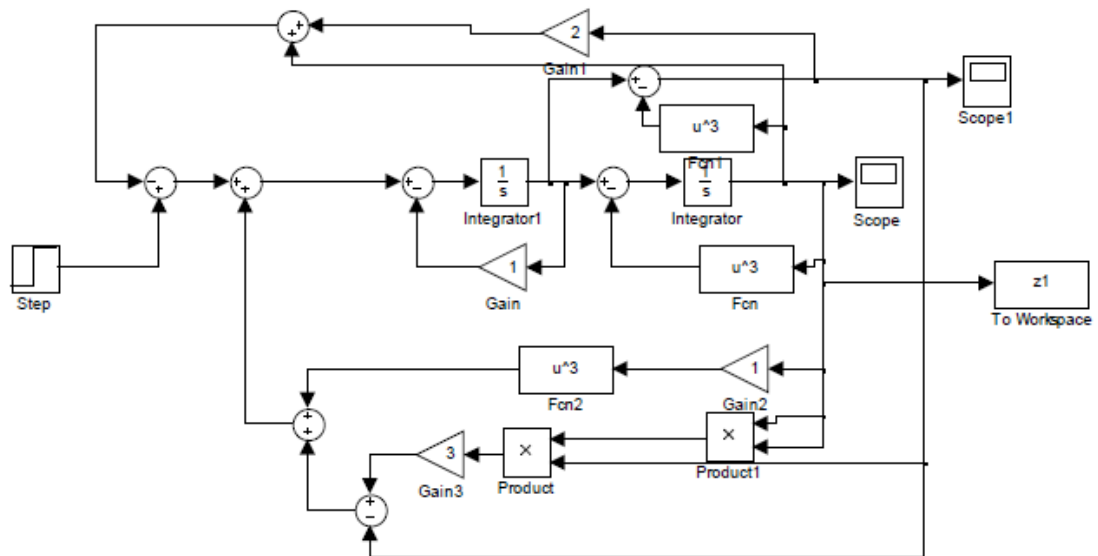 2
Gain1
Scope1
u^3
Fcn1
1
s
Integrator1
1
s
Integrator
Scope
Step
1
Gain
u^3
Fcn
z1
To Workspace
u^3
Fcn2
1
Gain2
×
Product1
×
Product
3
Gain3